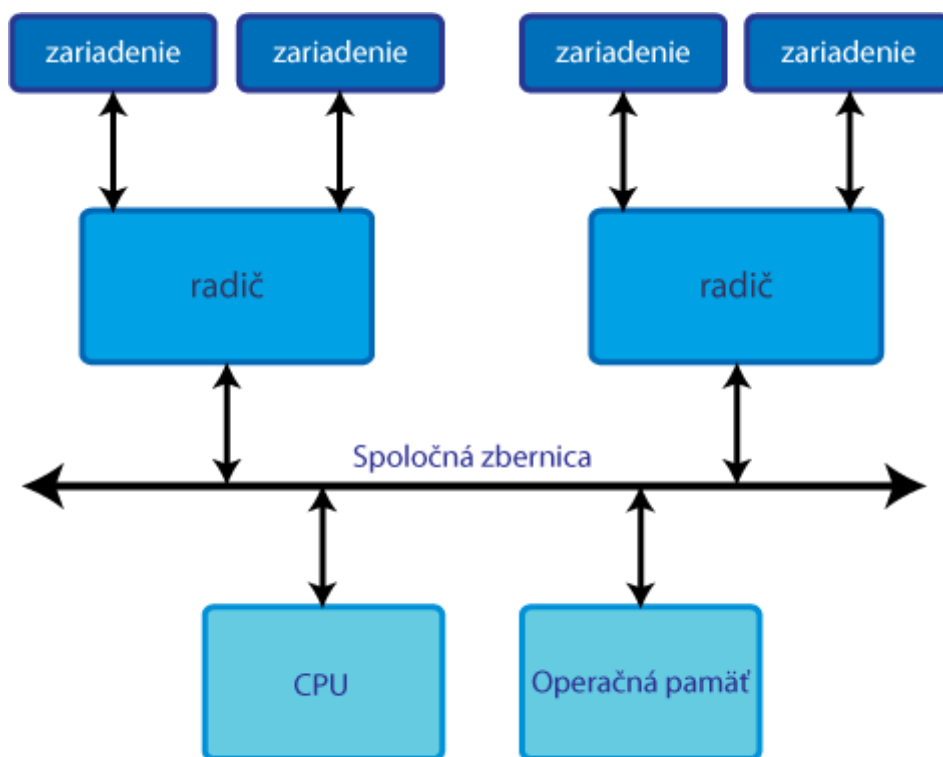 zariadenie
zariadenie
zariadenie
zariadenie
radič
radič
Spoločná zbernica
CPU
Operačná pamäť